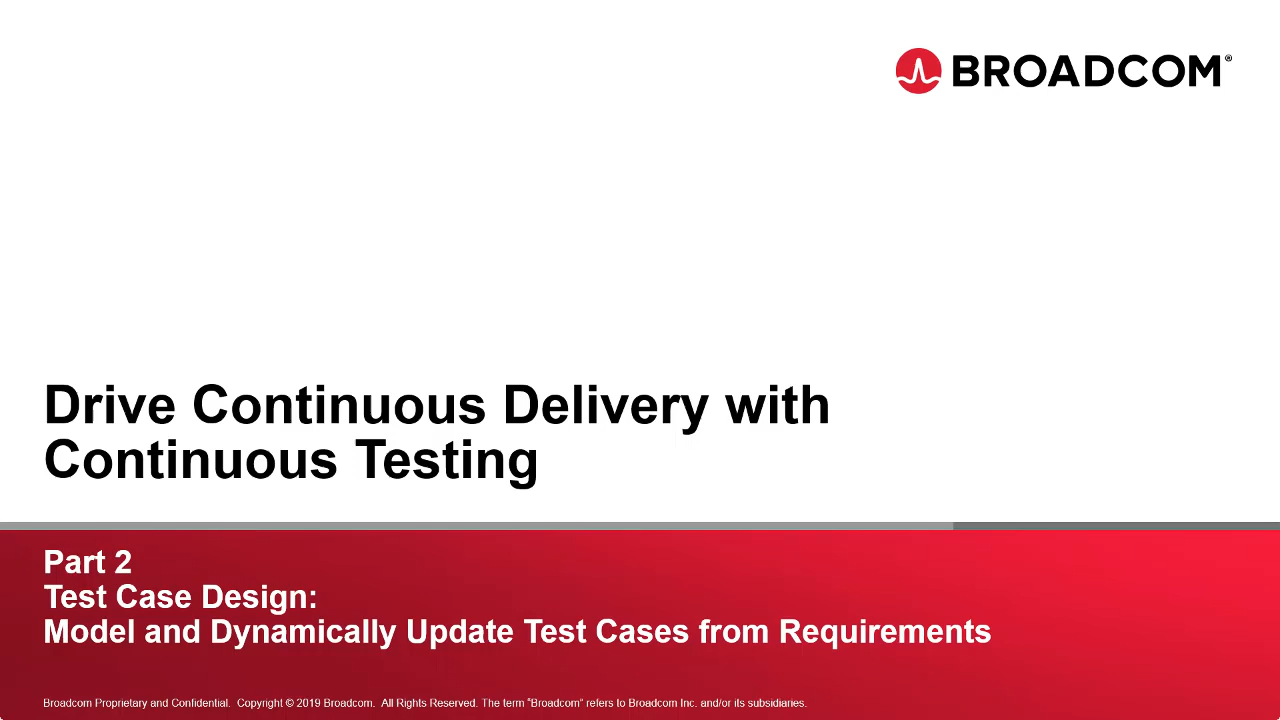 BROADCOM®
Drive Continuous Delivery with
Continuous Testing
Part 2
Test Case Design:
Model and Dynamically Update Test Cases from Requirements
Broadcom Proprietary and Confidential.  Copyright © 2019 Broadcom.  All Rights Reserved. The term “Broadcom” refers to Broadcom Inc. and/or its subsidiaries.